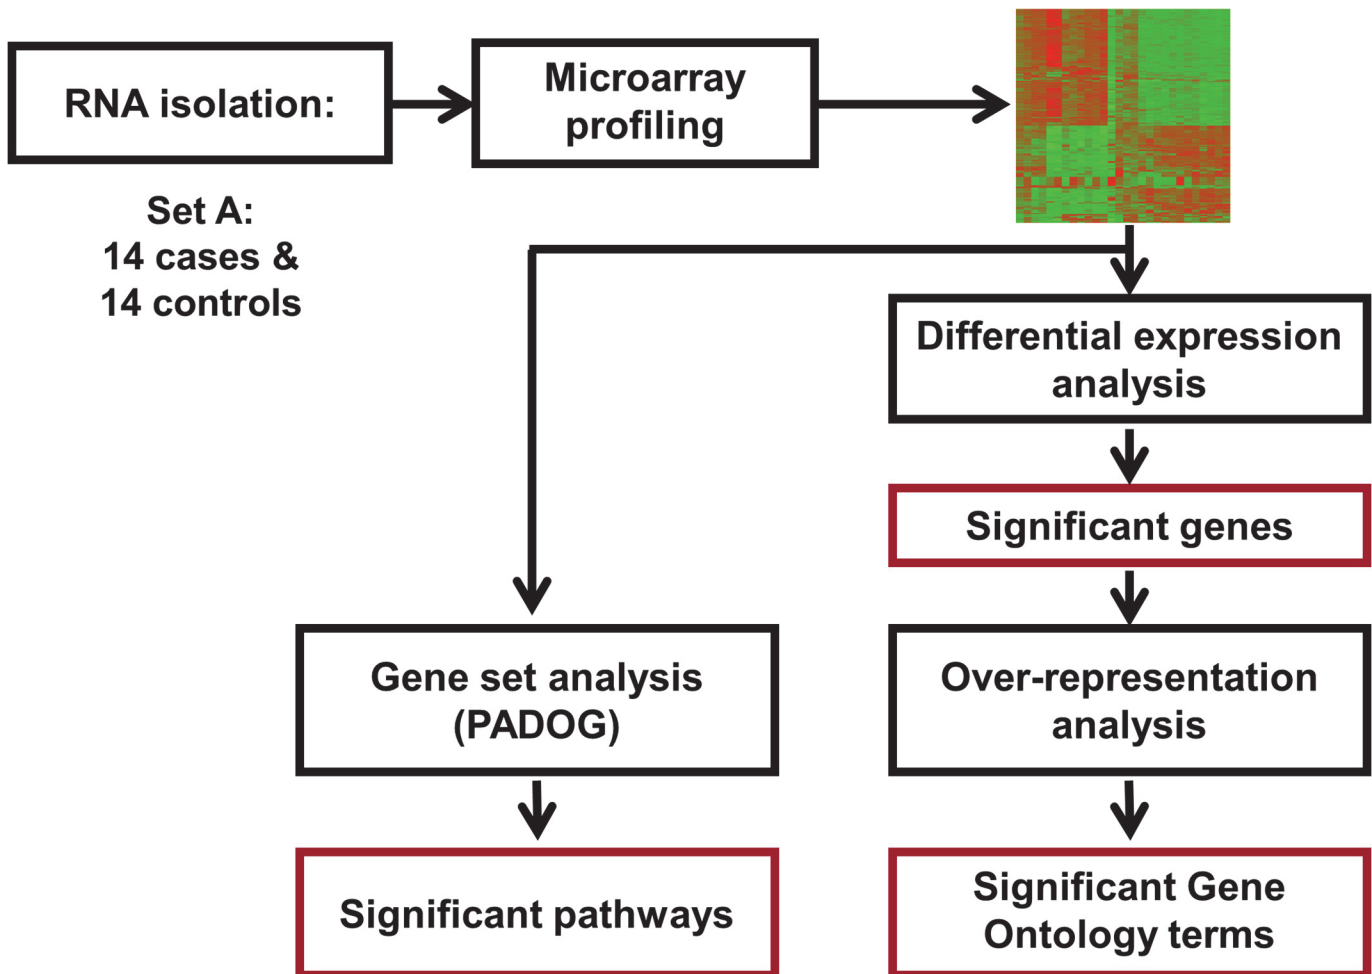 RNA isolation:
Microarray
profiling
Set A:
14 cases &
14 controls
Differential expression
analysis
Significant genes
Gene set analysis
(PADOG)
Over-representation
analysis
Significant pathways
Significant Gene
Ontology terms